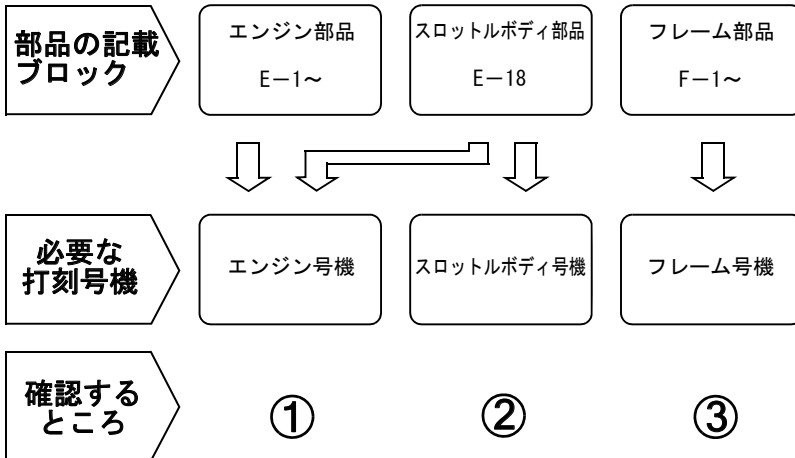 部品の記載
ブロック
エンジン部品
E－1～
スロットルボディ部品
E－18
フレーム部品
F－1～
必要な
打刻号機
エンジン号機
スロットルボディ号機
フレーム号機
確認する
ところ
①
②
③